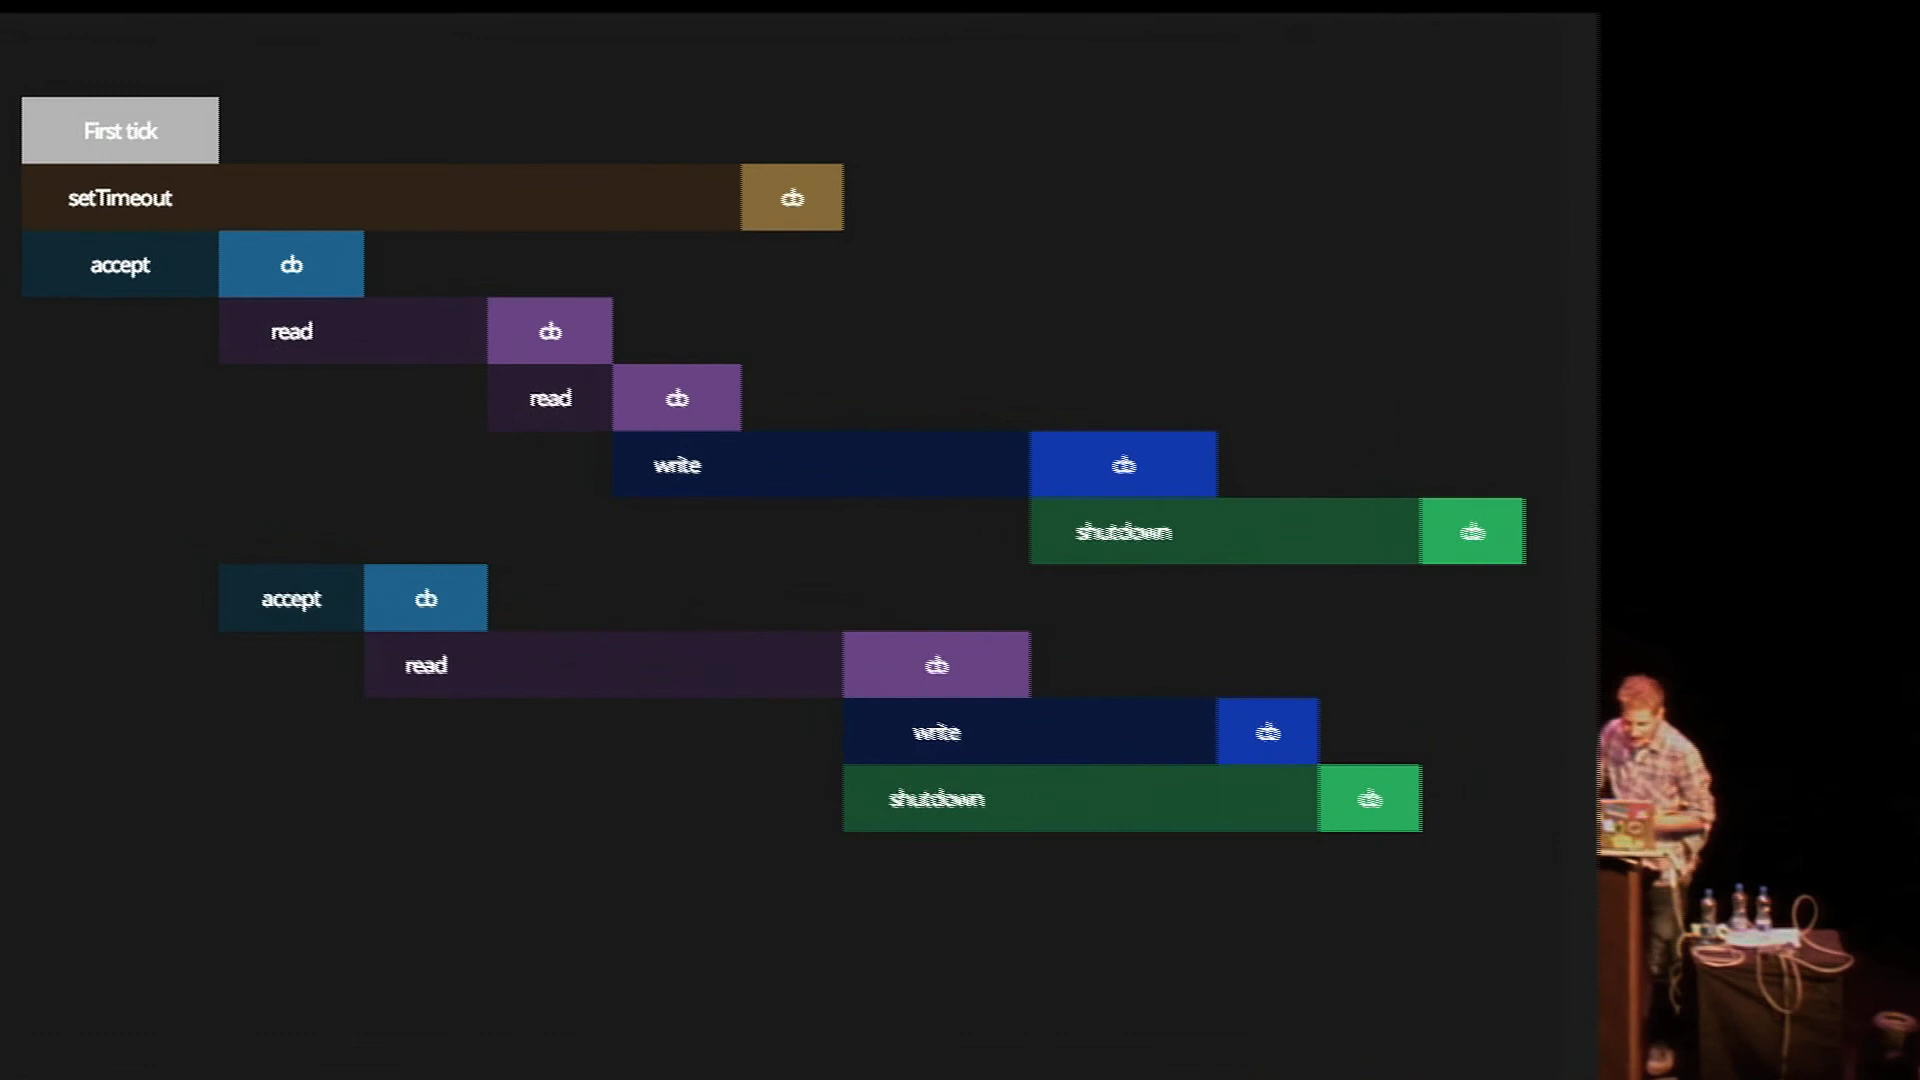 First tick
setTimeout cb
accept cb
read cb
read cb
write cb
shutdown cb
accept cb
read cb
write cb
shutdown cb